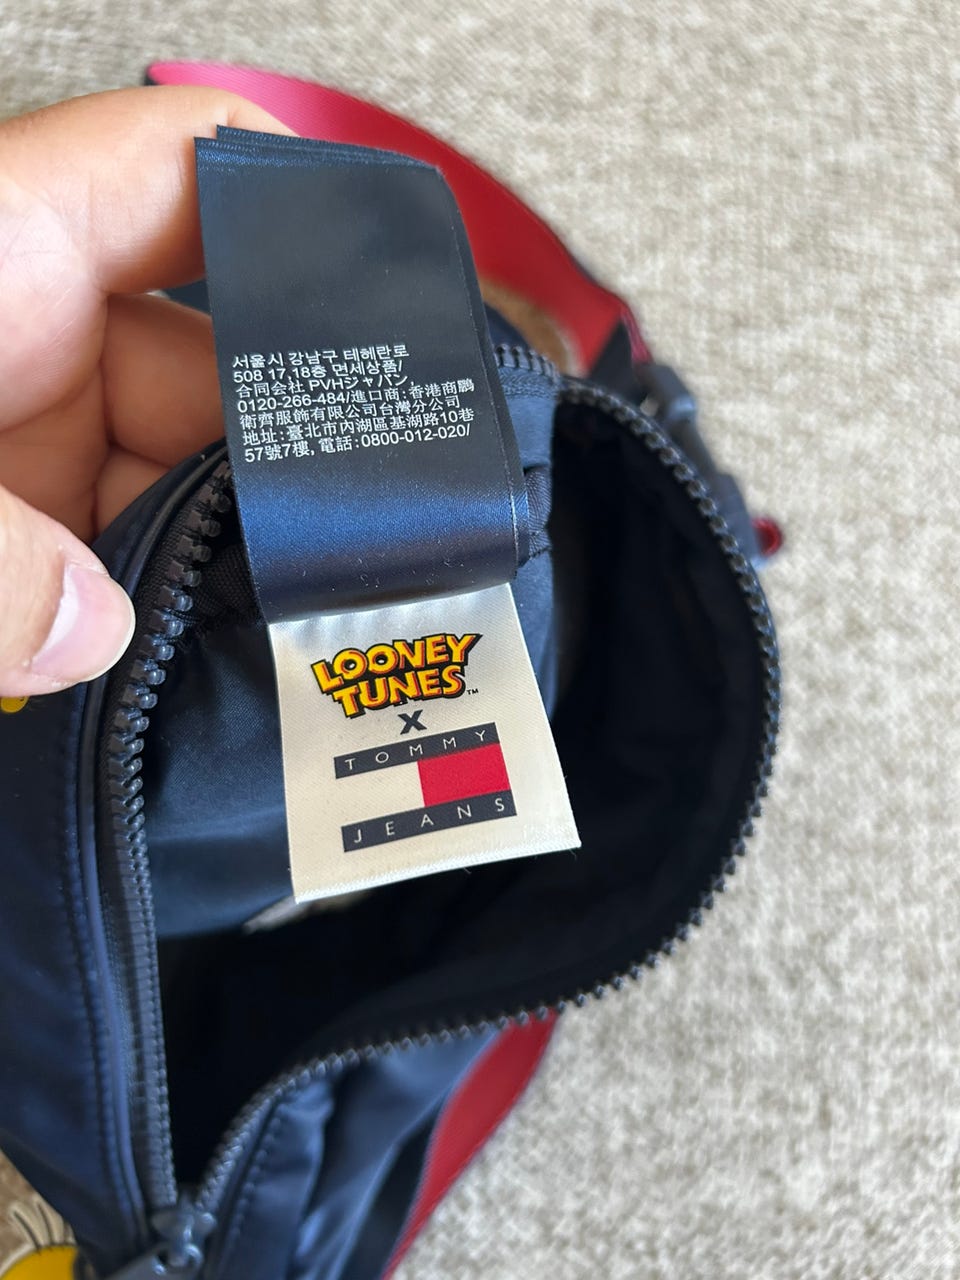 서울시 강남구 테헤란로
508 17,18층 면세상품/
合同会社 PVHジャパン,
0120-266-484/進口商:香港商鵬
衛齊服飾有限公司台灣分公司
地址:臺北市內湖區基湖路10巷
57號7樓, 電話:0800-012-020/
LOONEY
TUNES™
X
TOMMY
JEANS